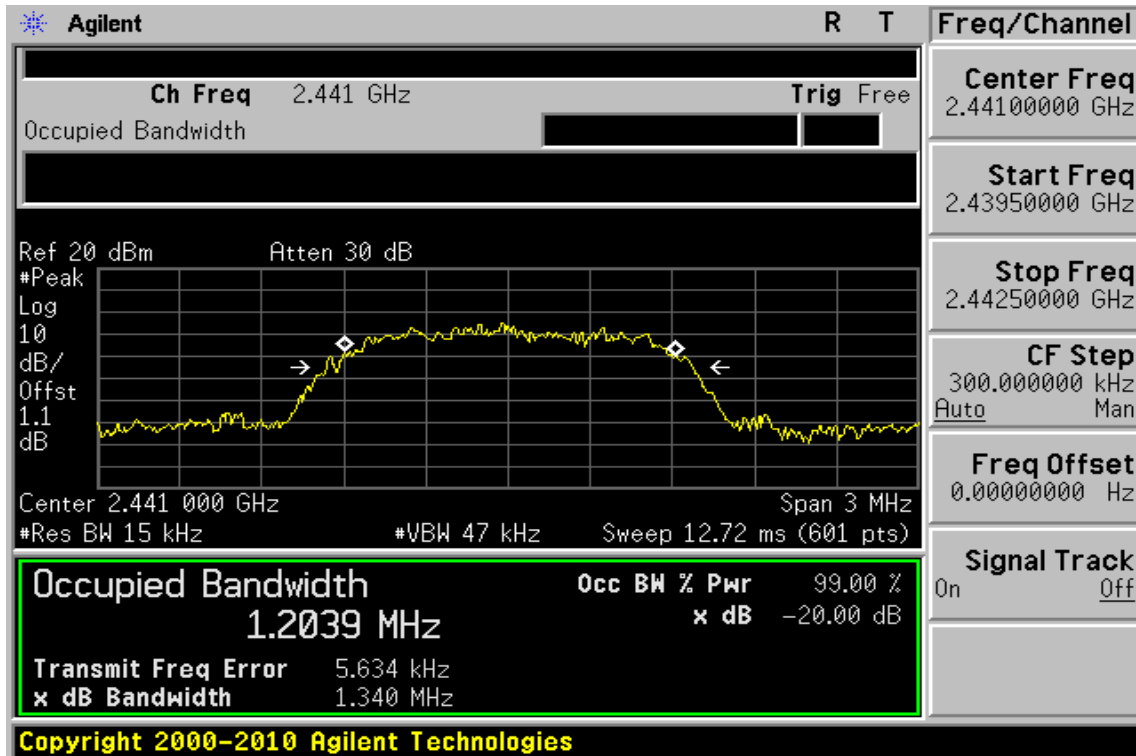 Agilent R T
Freq/Channel
Ch Freq 2.441 GHz Trig Free
Occupied Bandwidth
Center Freq
2.44100000 GHz
Start Freq
2.43950000 GHz
Stop Freq
2.44250000 GHz
CF Step
300.000000 kHz
Auto Man
Freq Offset
0.00000000 Hz
Signal Track
On Off
Ref 20 dBm Atten 30 dB
#Peak
Log
10
dB/
Offst
1.1
dB
Center 2.441 000 GHz Span 3 MHz
#Res BW 15 kHz #VBW 47 kHz Sweep 12.72 ms (601 pts)
Occupied Bandwidth Occ BW % Pwr 99.00 %
1.2039 MHz x dB -20.00 dB
Transmit Freq Error 5.634 kHz
x dB Bandwidth 1.340 MHz
Copyright 2000-2010 Agilent Technologies